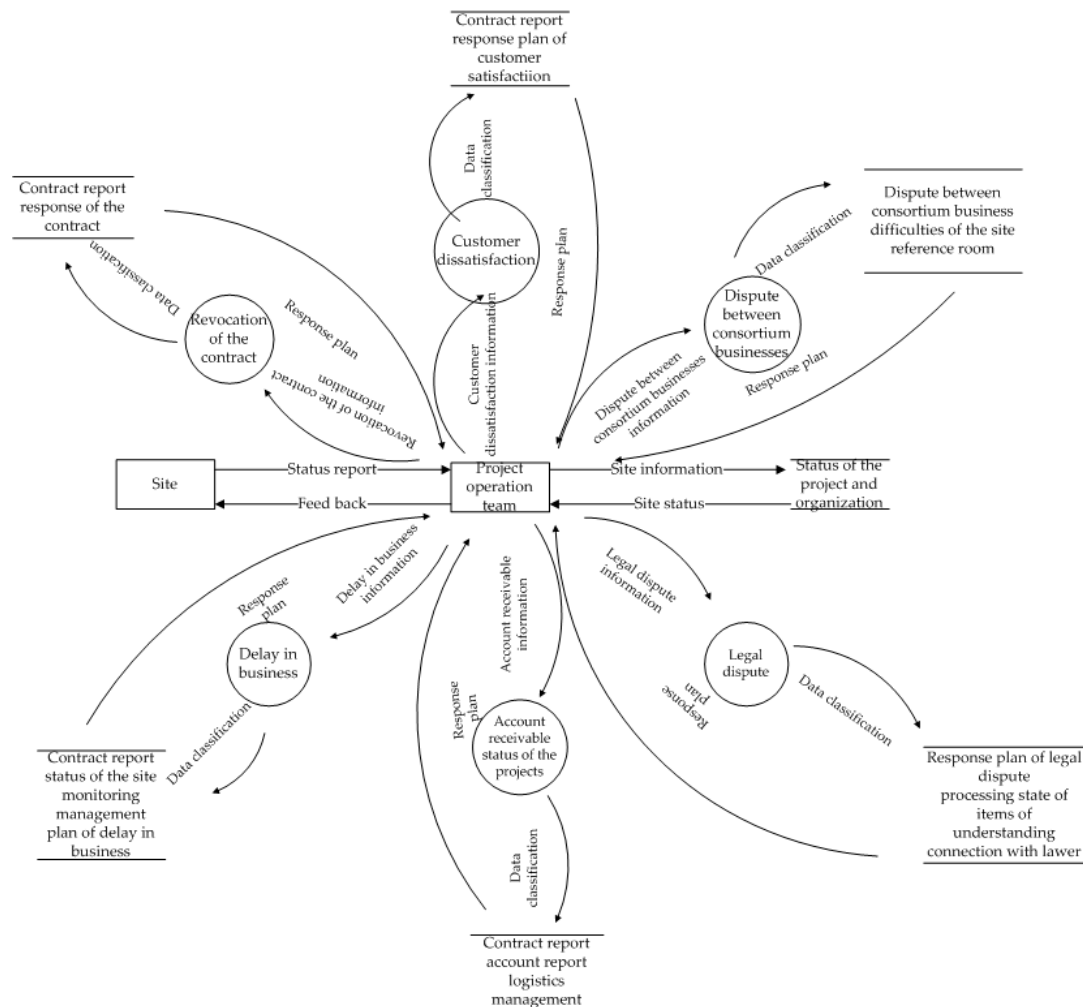 Contract report
response plan of
customer
satisfactiion
Data
classification
Customer
dissatisfaction
Customer
dissatisfaction information
Response plan
Contract report
response of the
contract
Data classification
Revocation
of the
contract
Response plan
Revocation of the contract
information
Dispute between
consortium business
difficulties of the site
reference room
Data classification
Dispute
between
consortium
businesses
Dispute between
consortium businesses
information
Response plan
Site
Status report
Feed back
Project
operation
team
Site information
Site status
Status of the
project and
organization
Delay in business
information
Response
plan
Delay in
business
Data classification
Contract report
status of the site
monitoring
management
plan of delay in
business
Account receivable
information
Response
plan
Account
receivable
status of the
projects
Data
classification
Contract report
account report
logistics
management
Legal dispute
information
Legal
dispute
Response
plan
Data classification
Response plan of legal
dispute
processing state of
items of
understanding
connection with lawer